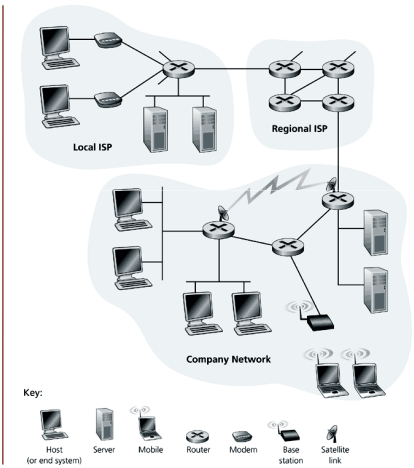 Local ISP
Regional ISP
Company Network
Key:
Host
(or end system)
Server
Mobile
Router
Modem
Base
station
Satellite
link